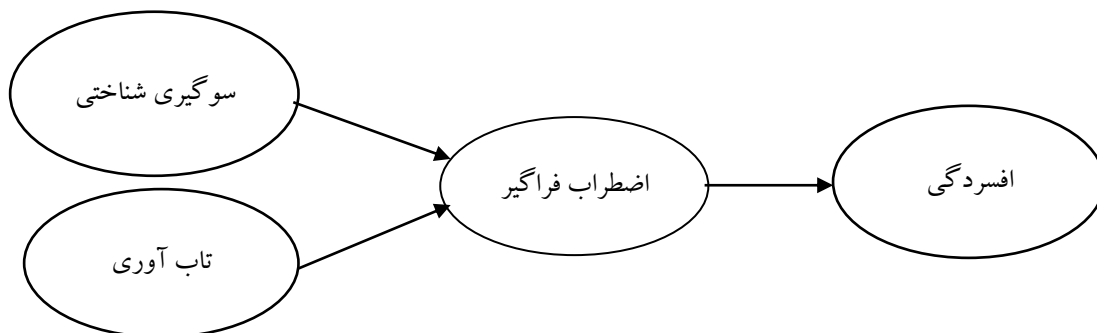 سوگیری شناختی
تاب آوری
اضطراب فراگیر
افسردگی